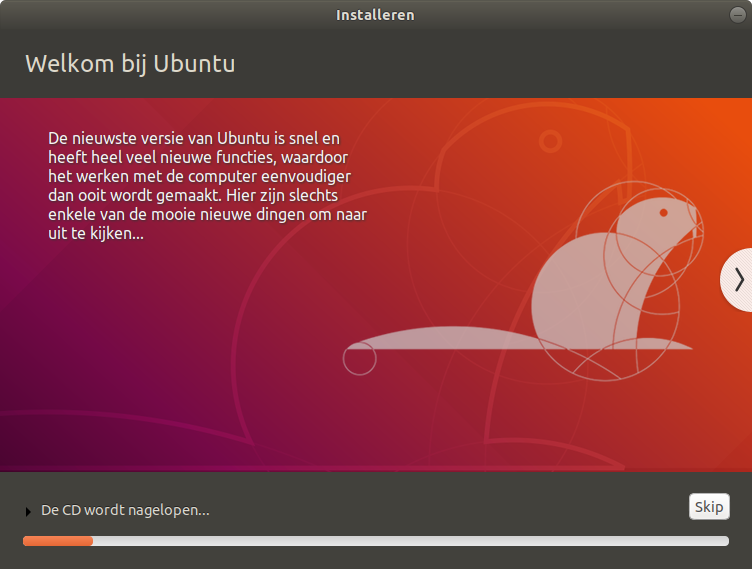 Installeren
Welkom bij Ubuntu
De nieuwste versie van Ubuntu is snel en
heeft heel veel nieuwe functies, waardoor
het werken met de computer eenvoudiger
dan ooit wordt gemaakt. Hier zijn slechts
enkele van de mooie nieuwe dingen om naar
uit te kijken...
De CD wordt nagelopen...
Skip